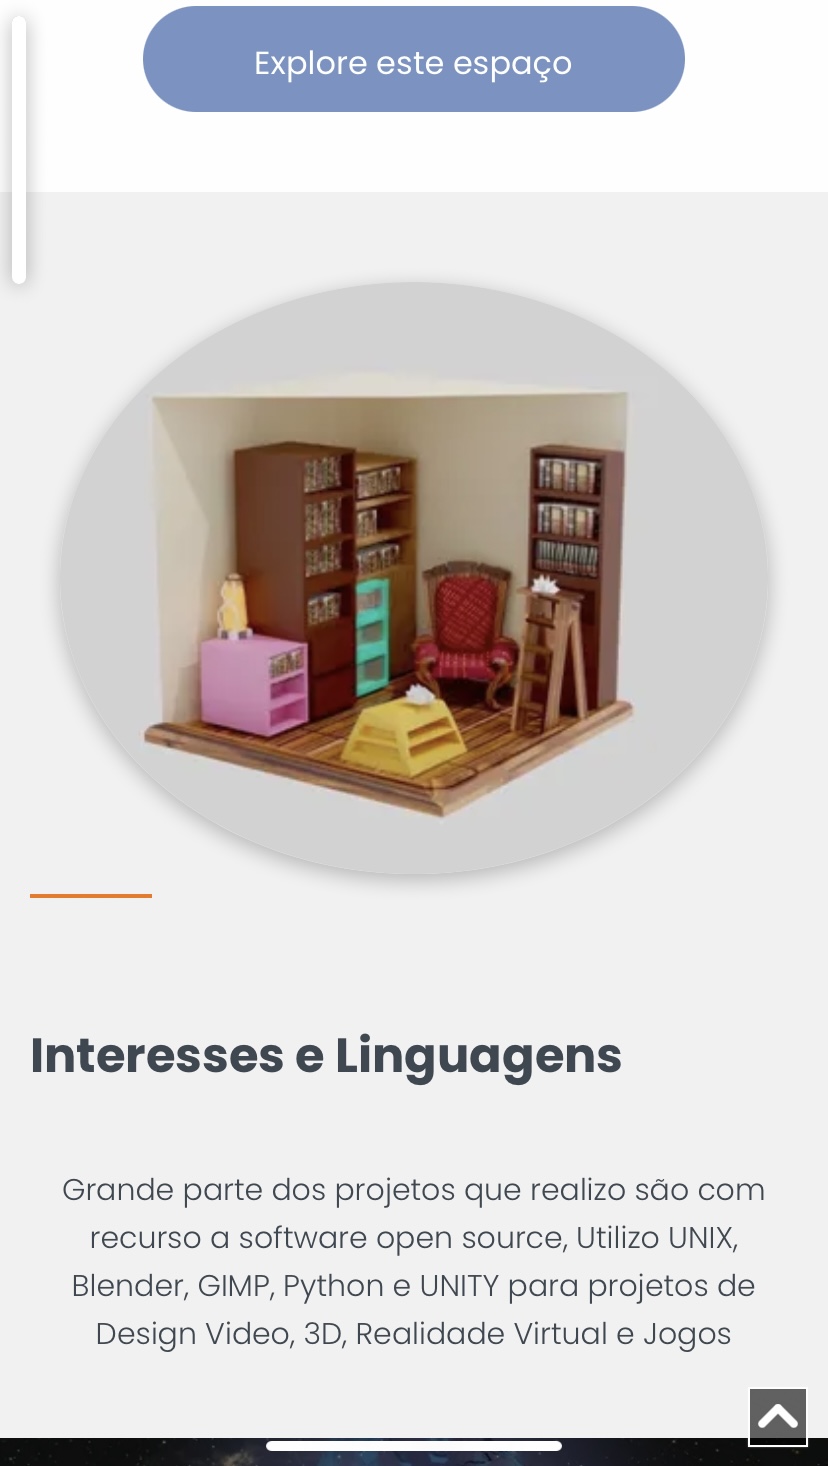 Explore este espaço
Interesses e Linguagens
Grande parte dos projetos que realizo são com
recurso a software open source, Utilizo UNIX,
Blender, GIMP, Python e UNITY para projetos de
Design Video, 3D, Realidade Virtual e Jogos